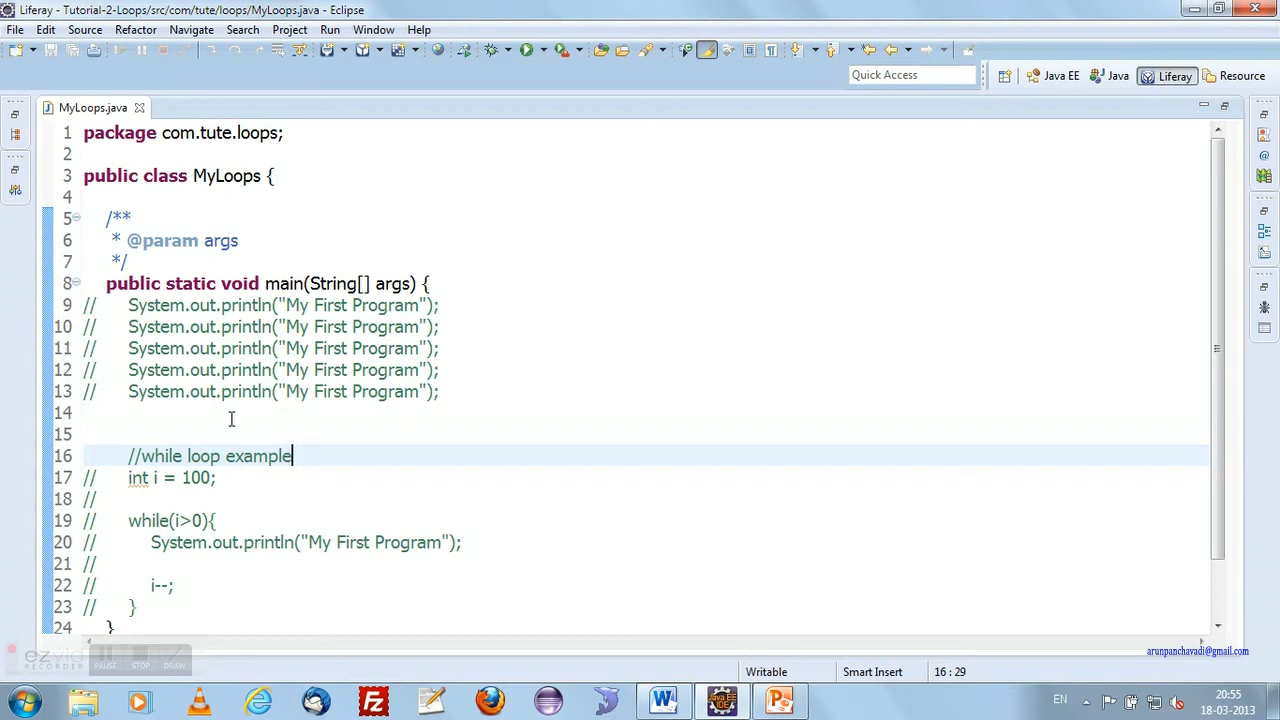 Liferay - Tutorial-2-Loops/src/com/tute/loops/MyLoops.java - Eclipse
File Edit Source Refactor Navigate Search Project Run Window Help
Quick Access Java EE Java Liferay Resource
MyLoops.java
1 package com.tute.loops;
2
3 public class MyLoops {
4
5 /**
6 * @param args
7 */
8 public static void main(String[] args) {
9 // System.out.println("My First Program");
10 // System.out.println("My First Program");
11 // System.out.println("My First Program");
12 // System.out.println("My First Program");
13 // System.out.println("My First Program");
14
15
16 //while loop example
17 // int i = 100;
18 //
19 // while(i>0){
20 // System.out.println("My First Program");
21 //
22 // i--;
23 // }
24 }
ezvid
RECORDER
PAUSE STOP DRAW
arunpanchavadi@gmail.com
Writable Smart Insert 16 : 29
EN
20:55
18-03-2013